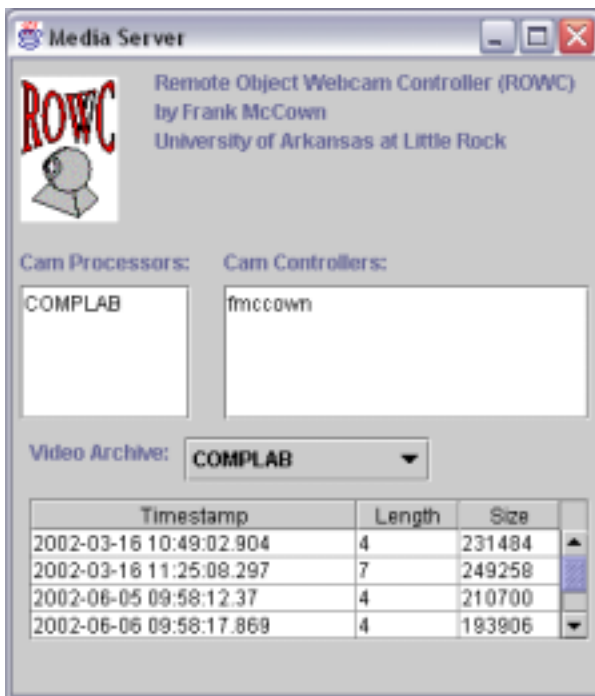 Media Server
ROWC
Remote Object Webcam Controller (ROWC)
by Frank McCown
University of Arkansas at Little Rock
Cam Processors: Cam Controllers:
COMPLAB fmccown
Video Archive: COMPLAB
Timestamp Length Size
2002-03-16 10:49:02.904 4 231484
2002-03-16 11:25:08.297 7 249258
2002-06-05 09:58:12.37 4 210700
2002-06-06 09:58:17.869 4 193906